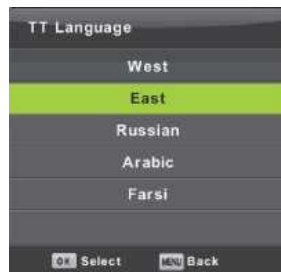 TT Language
West
East
Russian
Arabic
Farsi
OK Select MENU Back